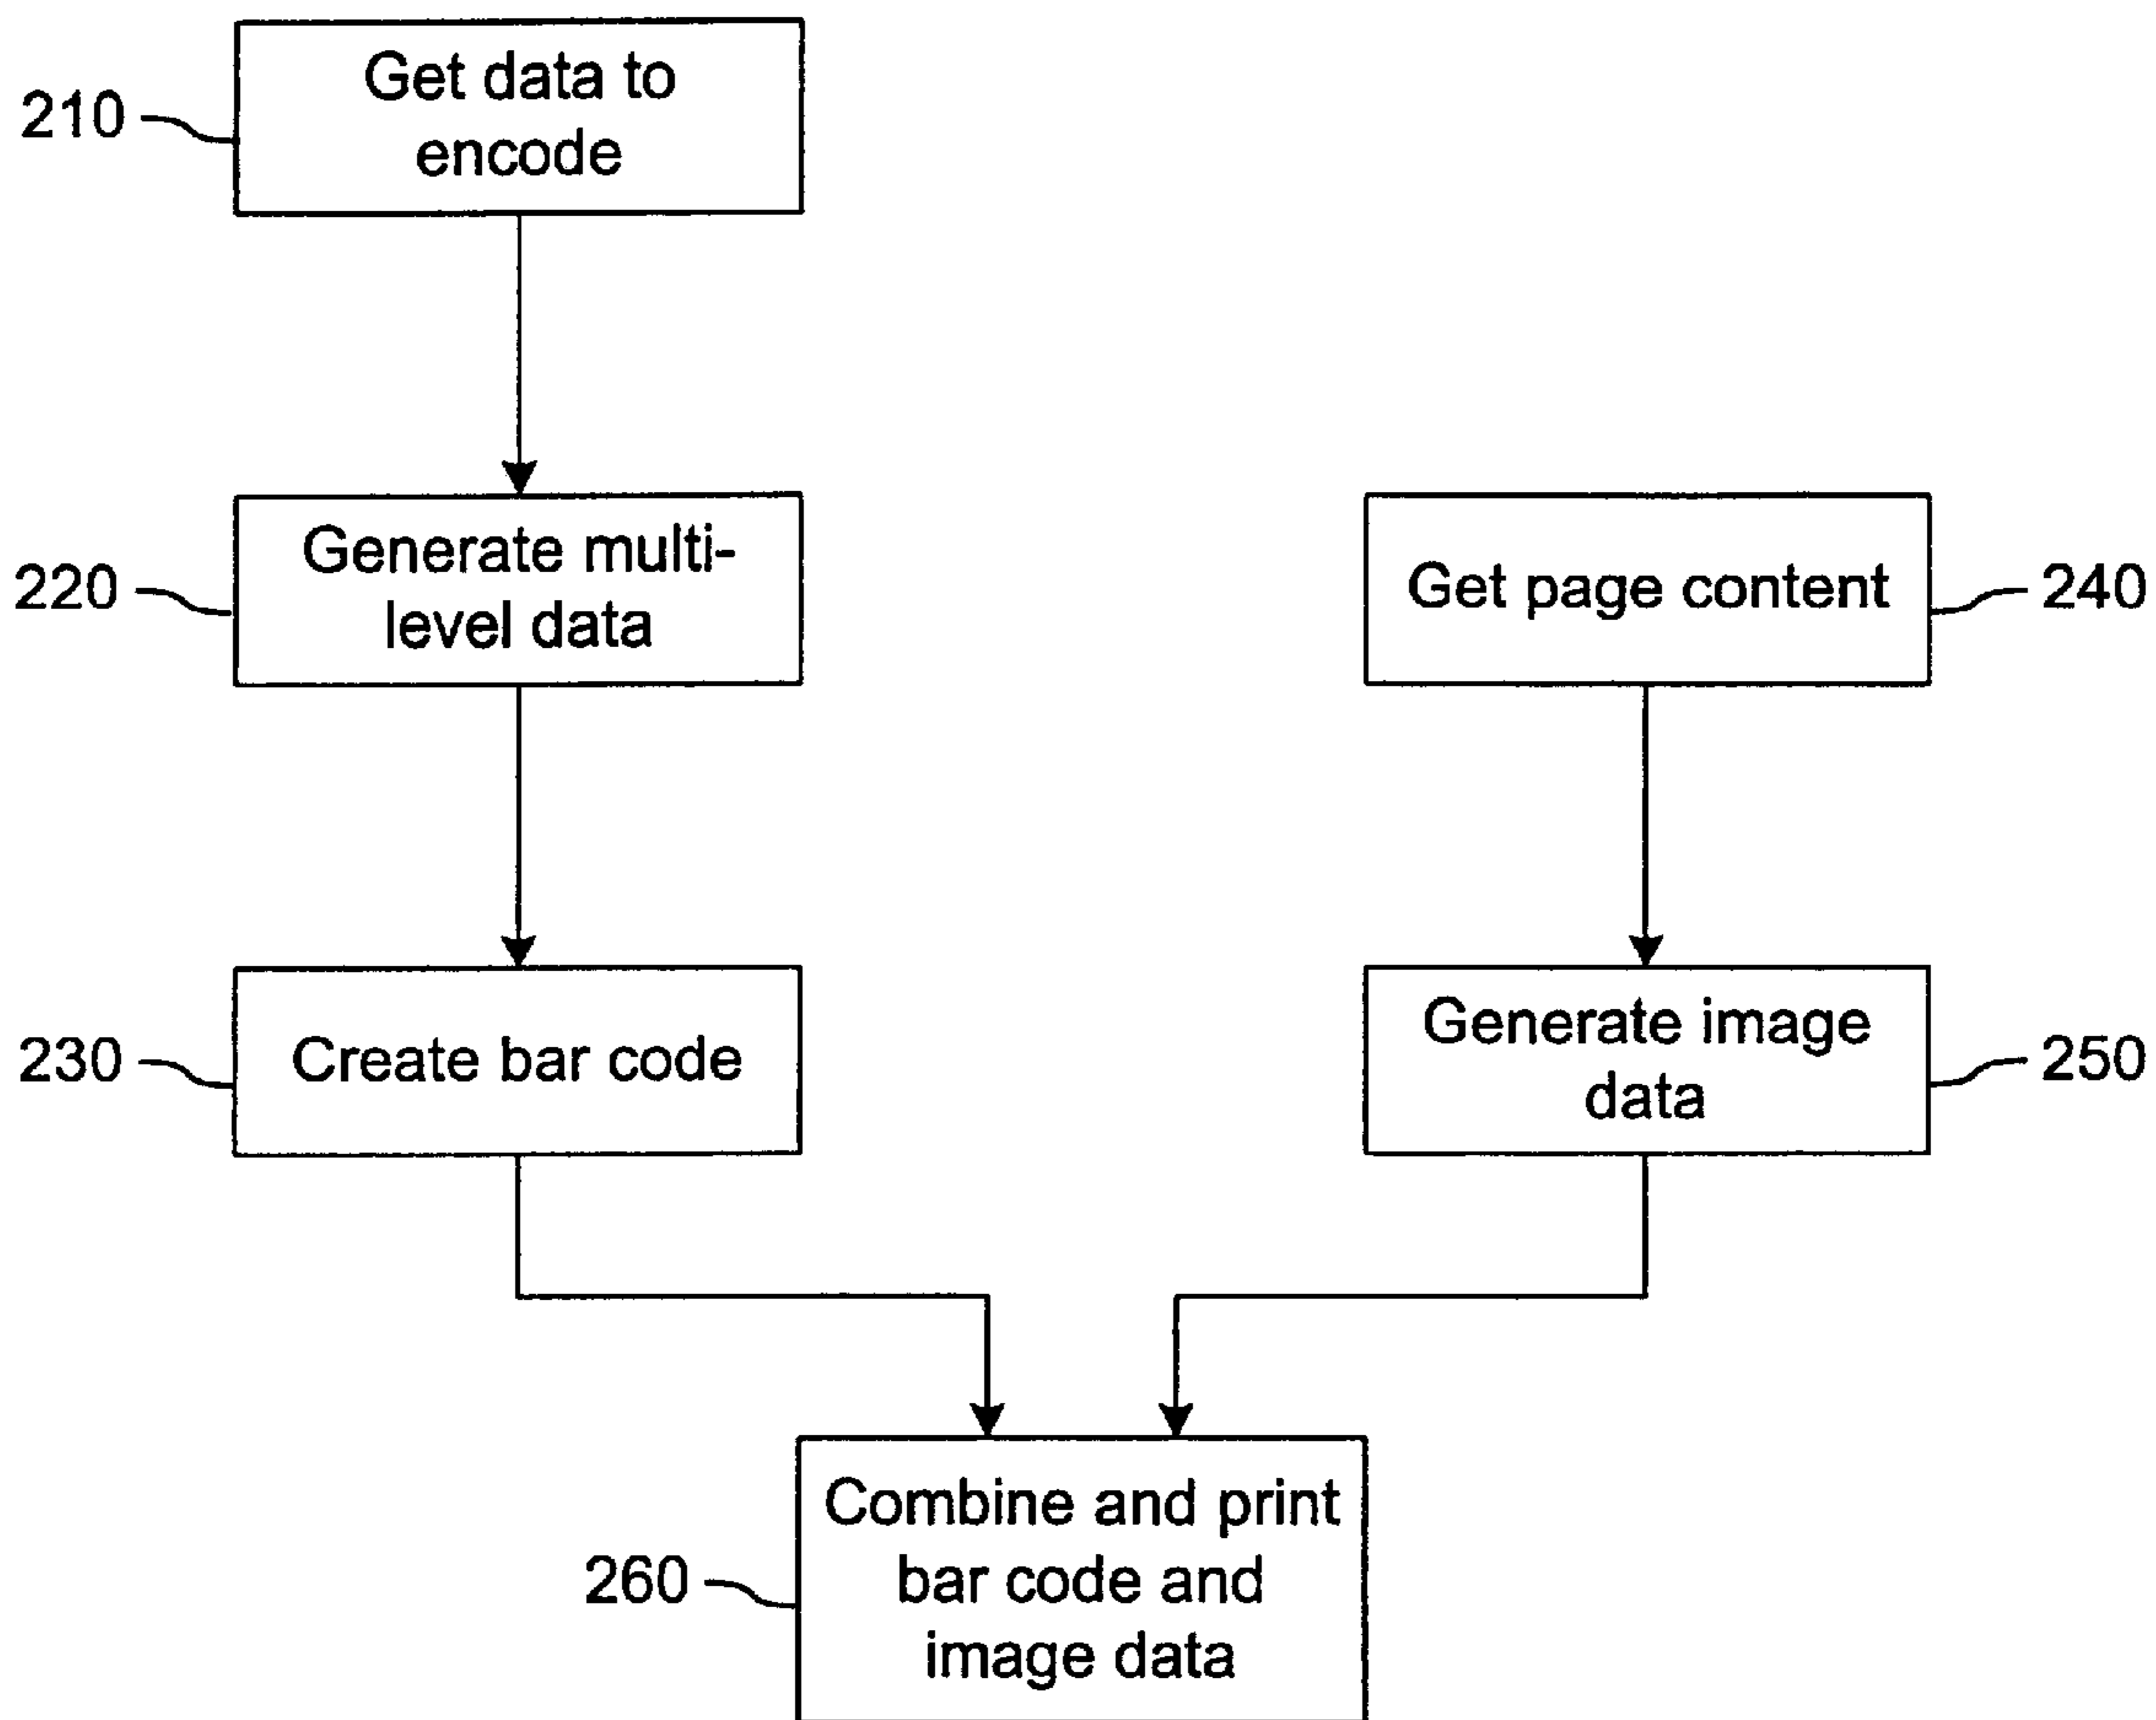 210
Get data to
encode
220
Generate multi-
level data
Get page content
240
230
Create bar code
Generate image
data
250
260
Combine and print
bar code and
image data